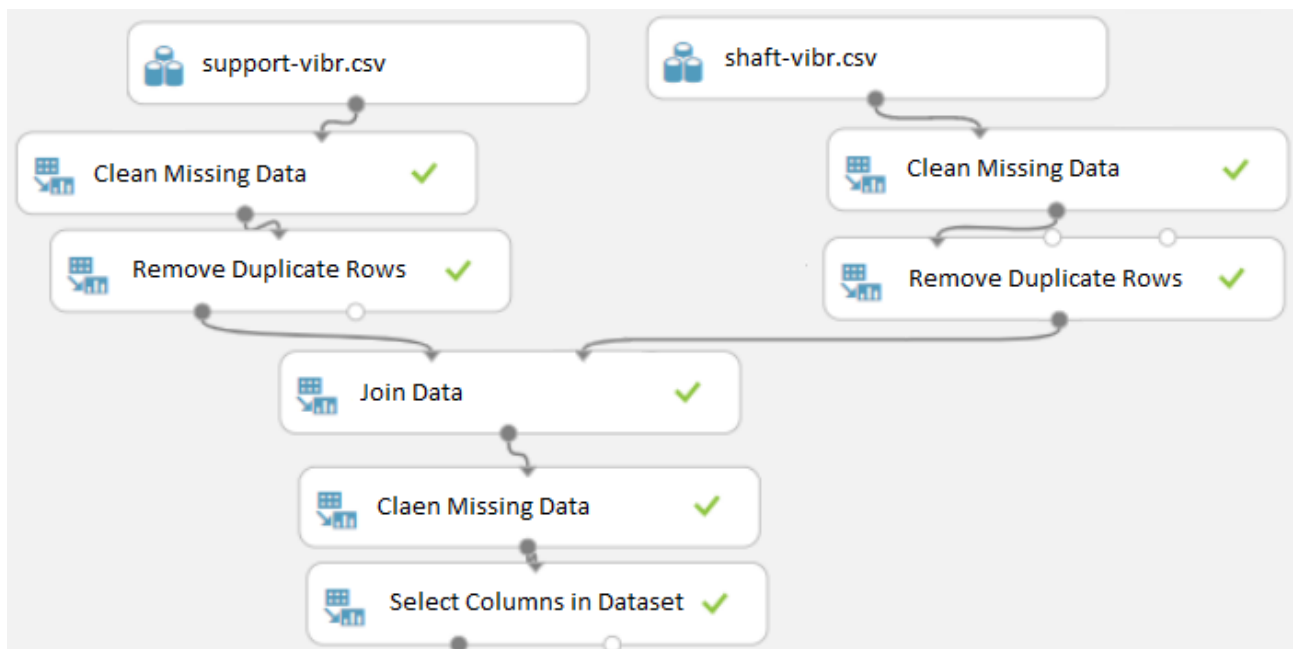 support-vibr.csv
shaft-vibr.csv
Clean Missing Data
Clean Missing Data
Remove Duplicate Rows
Remove Duplicate Rows
Join Data
Claen Missing Data
Select Columns in Dataset